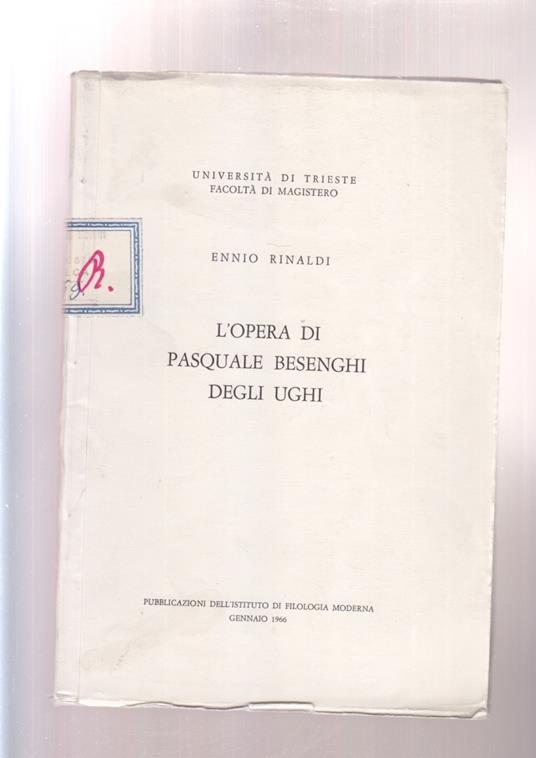 UNIVERSITÀ DI TRIESTE
FACOLTÀ DI MAGISTERO
ENNIO RINALDI
R.
L'OPERA DI
PASQUALE BESENGHI
DEGLI UGHI
PUBBLICAZIONI DELL'ISTITUTO DI FILOLOGIA MODERNA
GENNAIO 1966